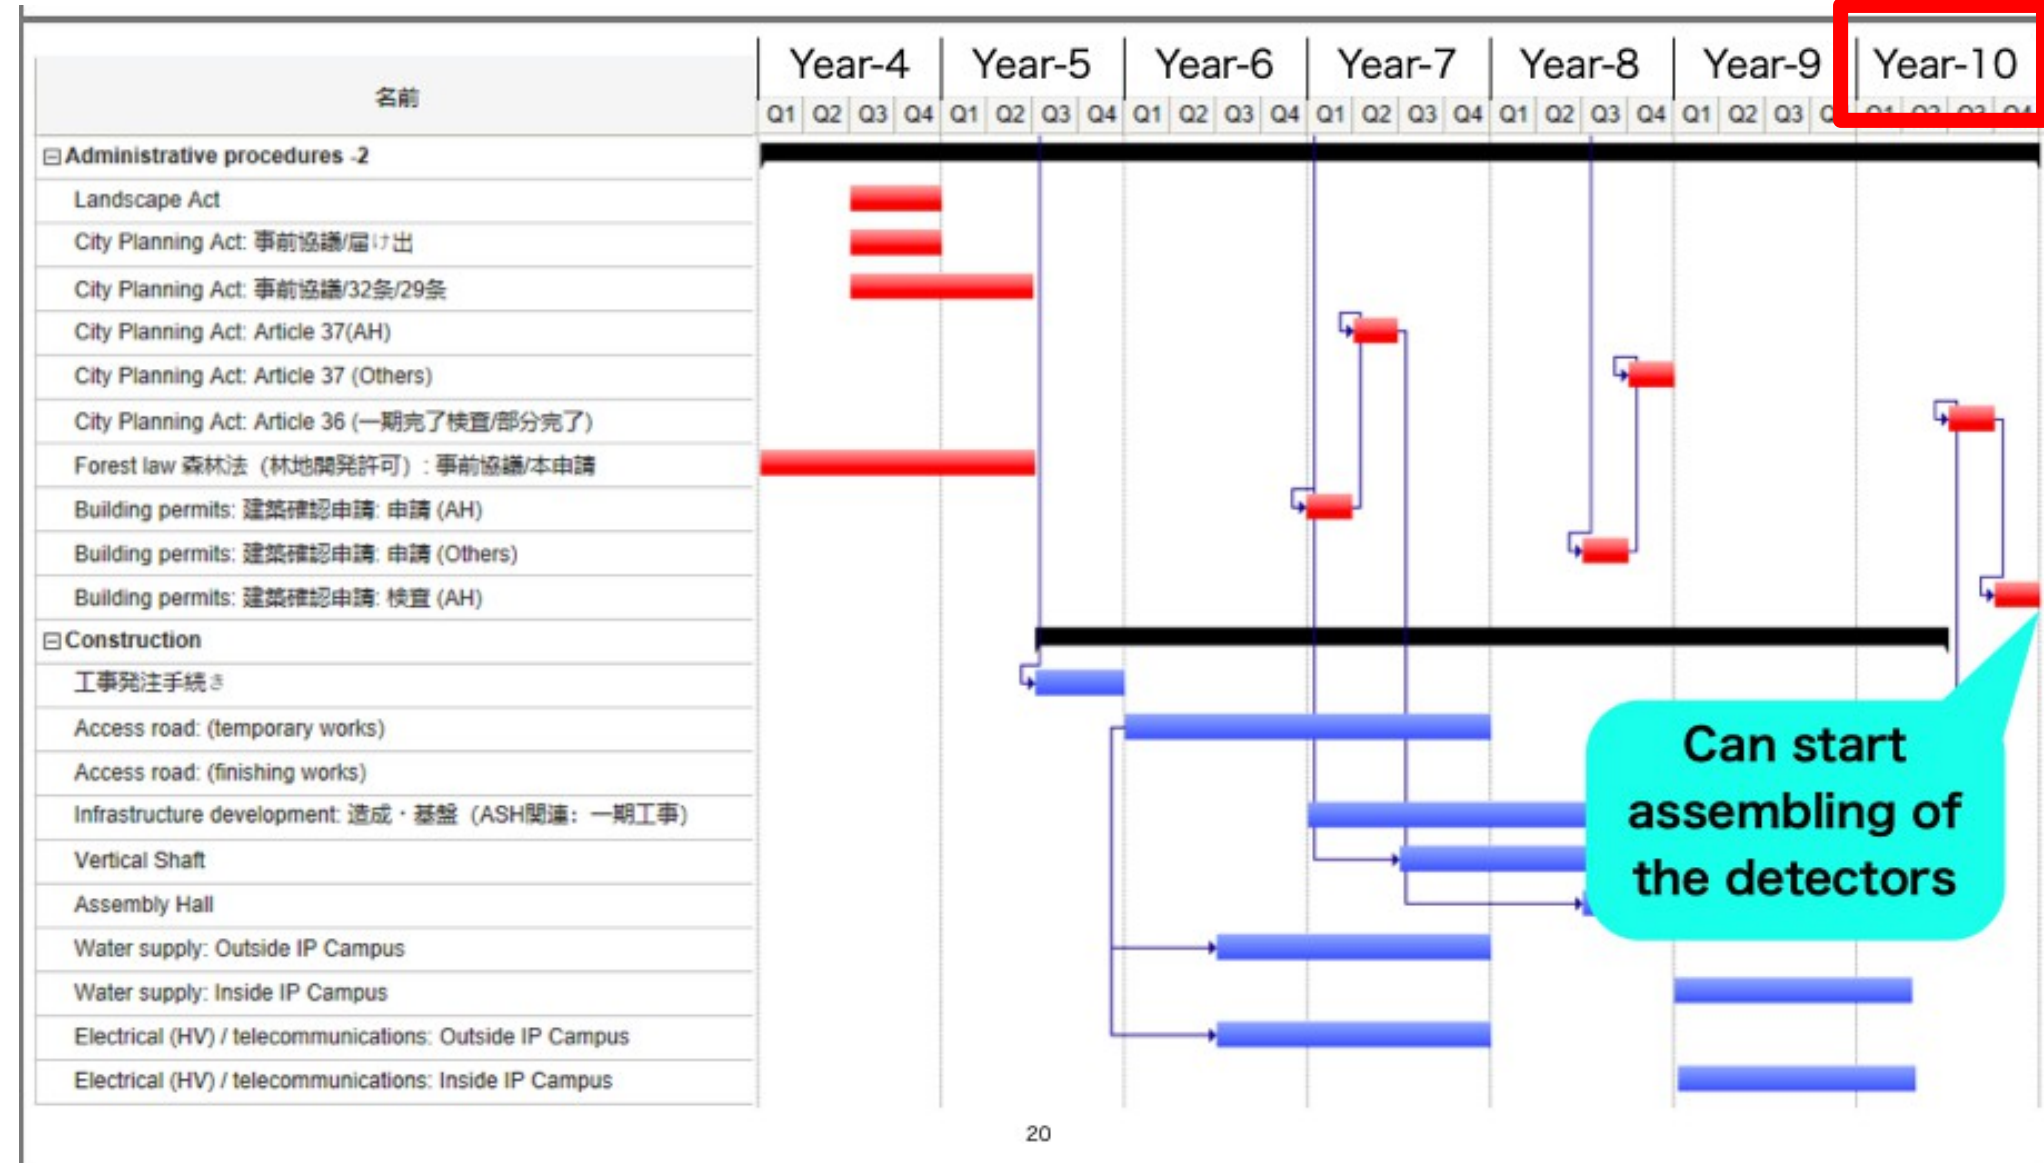 Year-4 Year-5 Year-6 Year-7 Year-8 Year-9 Year-10
名前
Q1 Q2 Q3 Q4 Q1 Q2 Q3 Q4 Q1 Q2 Q3 Q4 Q1 Q2 Q3 Q4 Q1 Q2 Q3 Q4 Q1 Q2 Q3 Q4 Q1 Q2 Q3 Q4
Administrative procedures -2
Landscape Act
City Planning Act: 事前協議/届け出
City Planning Act: 事前協議/32条/29条
City Planning Act: Article 37(AH)
City Planning Act: Article 37 (Others)
City Planning Act: Article 36 (一期完了検査/部分完了)
Forest law 森林法（林地開発許可）: 事前協議/本申請
Building permits: 建築確認申請: 申請 (AH)
Building permits: 建築確認申請: 申請 (Others)
Building permits: 建築確認申請: 検査 (AH)
Construction
工事発注手続き
Access road: (temporary works)
Access road: (finishing works)
Infrastructure development: 造成・基盤（ASH関連：一期工事）
Vertical Shaft
Assembly Hall
Water supply: Outside IP Campus
Water supply: Inside IP Campus
Electrical (HV) / telecommunications: Outside IP Campus
Electrical (HV) / telecommunications: Inside IP Campus
Can start
assembling of
the detectors
20